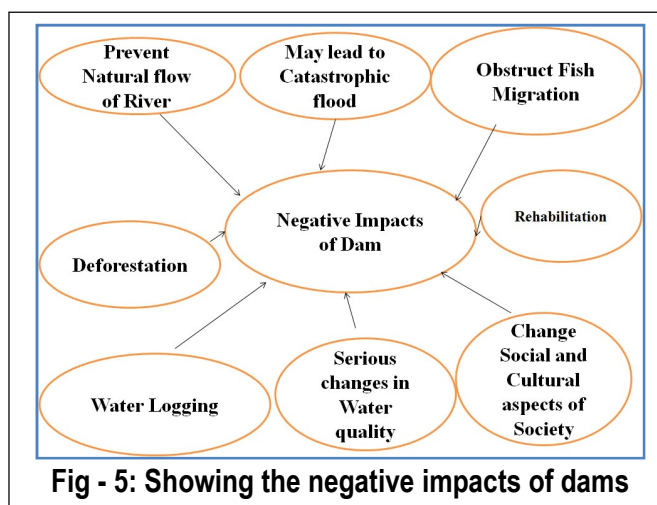 Prevent
Natural flow
of River
May lead to
Catastrophic
flood
Obstruct Fish
Migration
Negative Impacts
of Dam
Rehabilitation
Deforestation
Water Logging
Serious
changes in
Water
quality
Change
Social and
Cultural
aspects of
Society
Fig - 5: Showing the negative impacts of dams